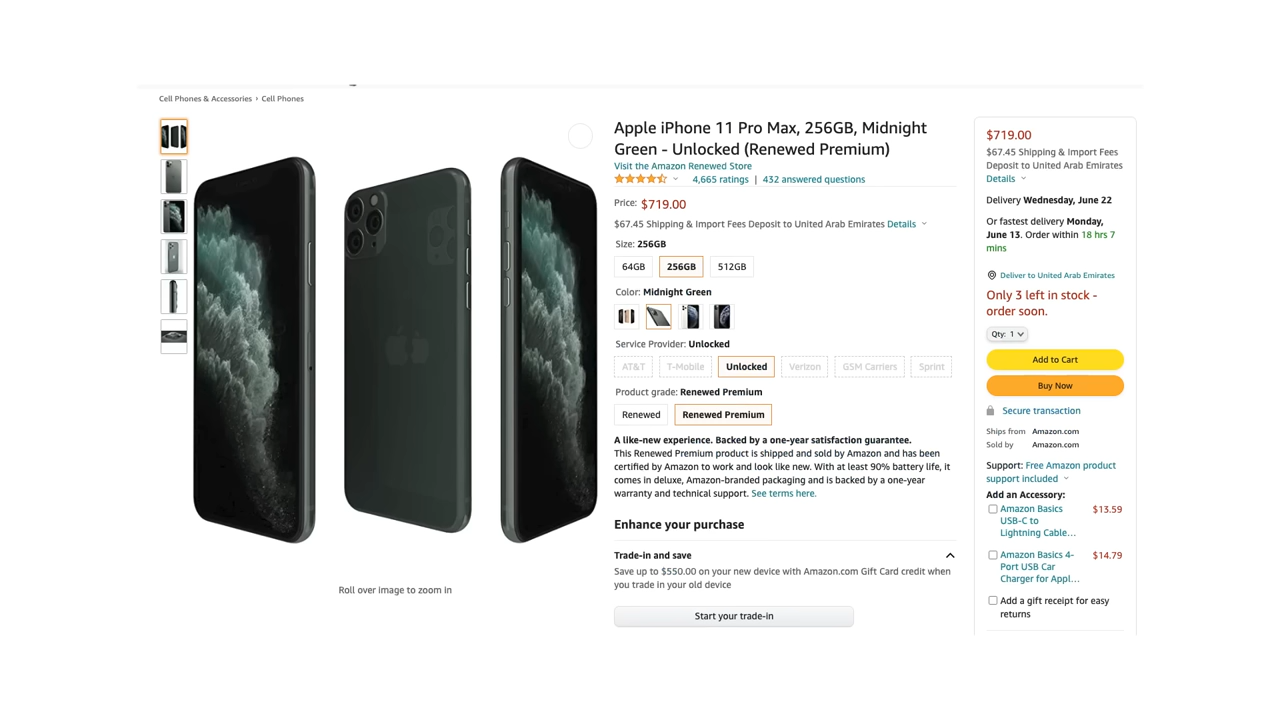 Cell Phones & Accessories › Cell Phones
Roll over image to zoom in
Apple iPhone 11 Pro Max, 256GB, Midnight
Green - Unlocked (Renewed Premium)
Visit the Amazon Renewed Store
4,665 ratings | 432 answered questions
Price: $719.00
$67.45 Shipping & Import Fees Deposit to United Arab Emirates Details
Size: 256GB
64GB 256GB 512GB
Color: Midnight Green
Service Provider: Unlocked
AT&T T-Mobile Unlocked Verizon GSM Carriers Sprint
Product grade: Renewed Premium
Renewed Renewed Premium
A like-new experience. Backed by a one-year satisfaction guarantee.
This Renewed Premium product is shipped and sold by Amazon and has been
certified by Amazon to work and look like new. With at least 90% battery life, it
comes in deluxe, Amazon-branded packaging and is backed by a one-year
warranty and technical support. See terms here.
Enhance your purchase
Trade-in and save
Save up to $550.00 on your new device with Amazon.com Gift Card credit when
you trade in your old device
Start your trade-in
$719.00
$67.45 Shipping & Import Fees
Deposit to United Arab Emirates
Details
Delivery Wednesday, June 22
Or fastest delivery Monday,
June 13. Order within 18 hrs 7
mins
Deliver to United Arab Emirates
Only 3 left in stock -
order soon.
Qty: 1
Add to Cart
Buy Now
Secure transaction
Ships from Amazon.com
Sold by Amazon.com
Support: Free Amazon product
support included
Add an Accessory:
Amazon Basics $13.59
USB-C to
Lightning Cable...
Amazon Basics 4- $14.79
Port USB Car
Charger for Appl...
Add a gift receipt for easy
returns